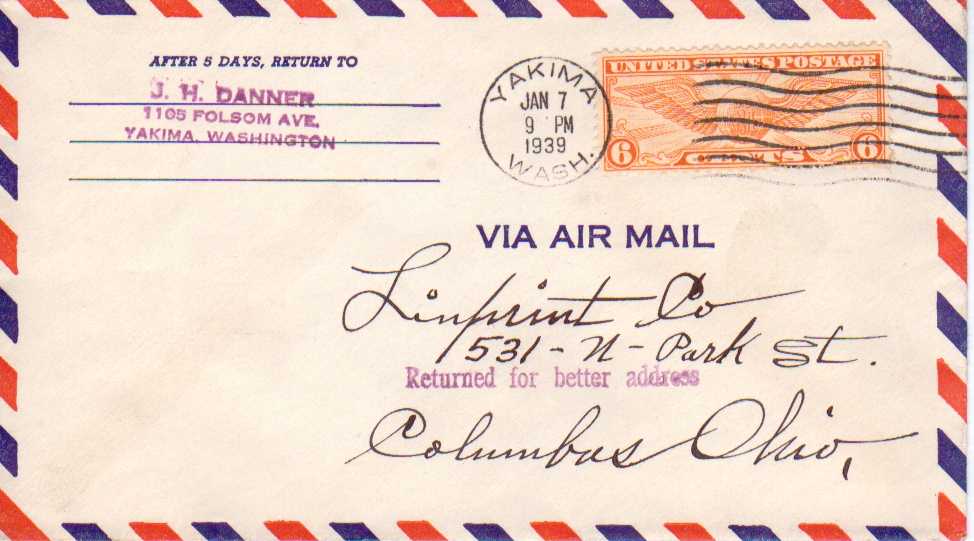 AFTER 5 DAYS, RETURN TO
J. H. DANNER
1105 FOLSOM AVE.
YAKIMA, WASHINGTON
YAKIMA
JAN 7
9 PM
1939
WASH.
UNITED STATES POSTAGE
6 CENTS 6
VIA AIR MAIL
Linprint Co
531-N-Park St.
Returned for better address
Columbus Ohio,